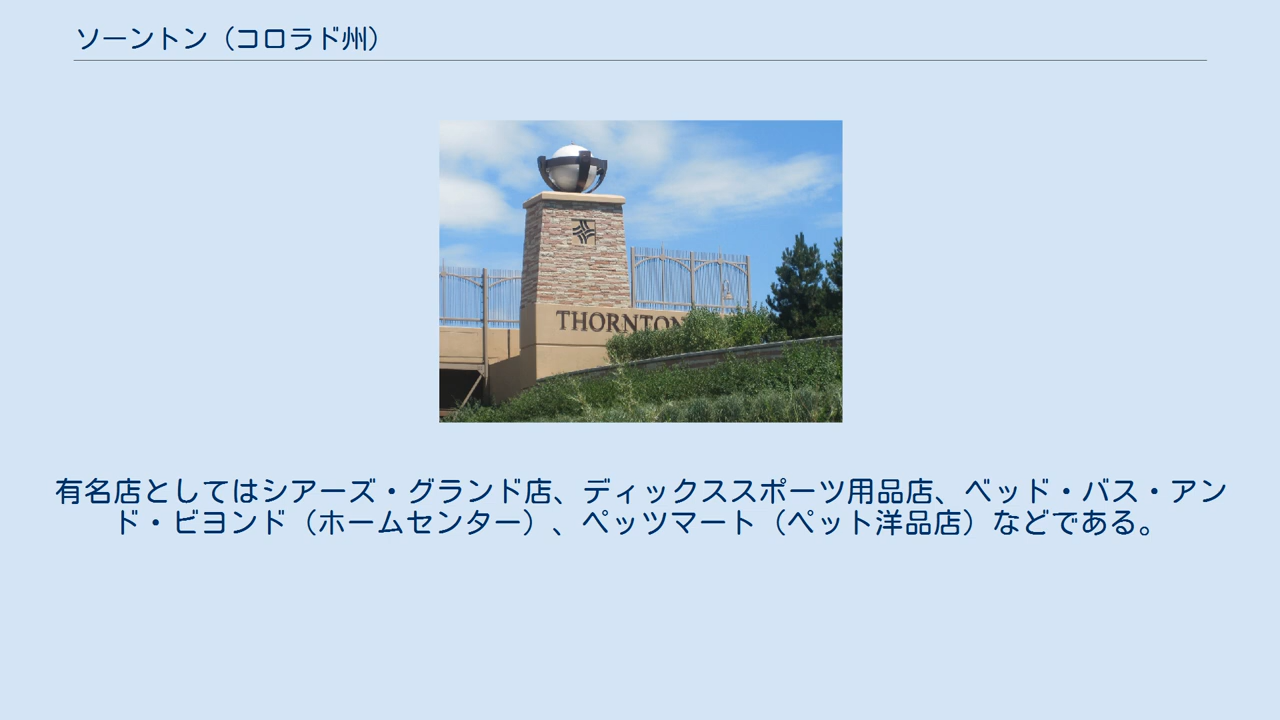 ソーントン（コロラド州）
THORNTON
有名店としてはシアーズ・グランド店、ディックススポーツ用品店、ベッド・バス・アン
ド・ビヨンド（ホームセンター）、ペッツマート（ペット洋品店）などである。